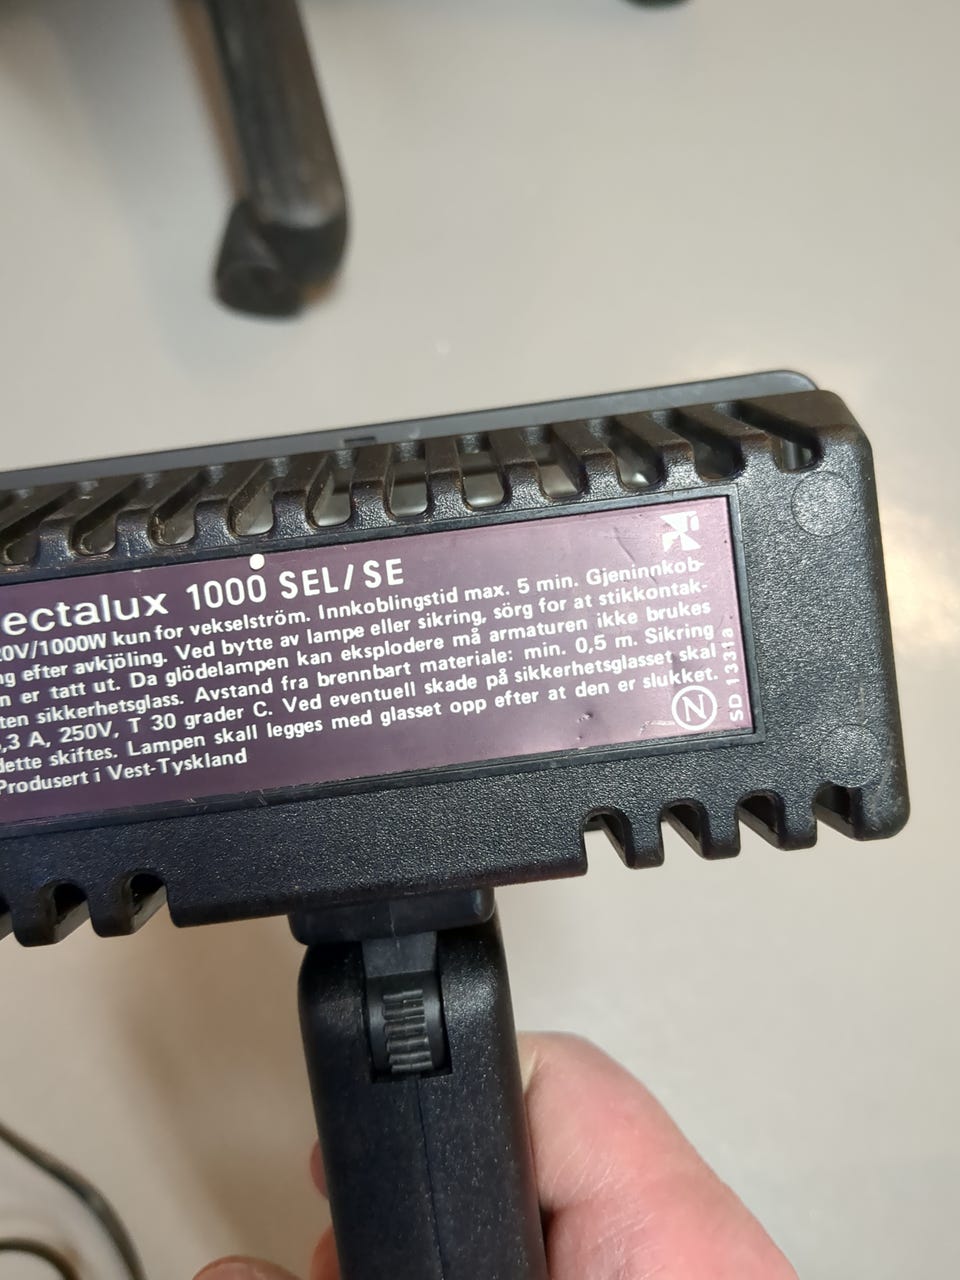 ectalux 1000 SEL/SE
20V/1000W kun for vekselström. Innkoblingstid max. 5 min. Gjeninnkob-
ng efter avkjöling. Ved bytte av lampe eller sikring, sörg for at stikkontak-
n er tatt ut. Da glödelampen kan eksplodere må armaturen ikke brukes
ten sikkerhetsglass. Avstand fra brennbart materiale: min. 0,5 m. Sikring
,3 A, 250V, T 30 grader C. Ved eventuell skade på sikkerhetsglasset skal
dette skiftes. Lampen skall legges med glasset opp efter at den er slukket.
Produsert i Vest-Tyskland
N
SD 1331a